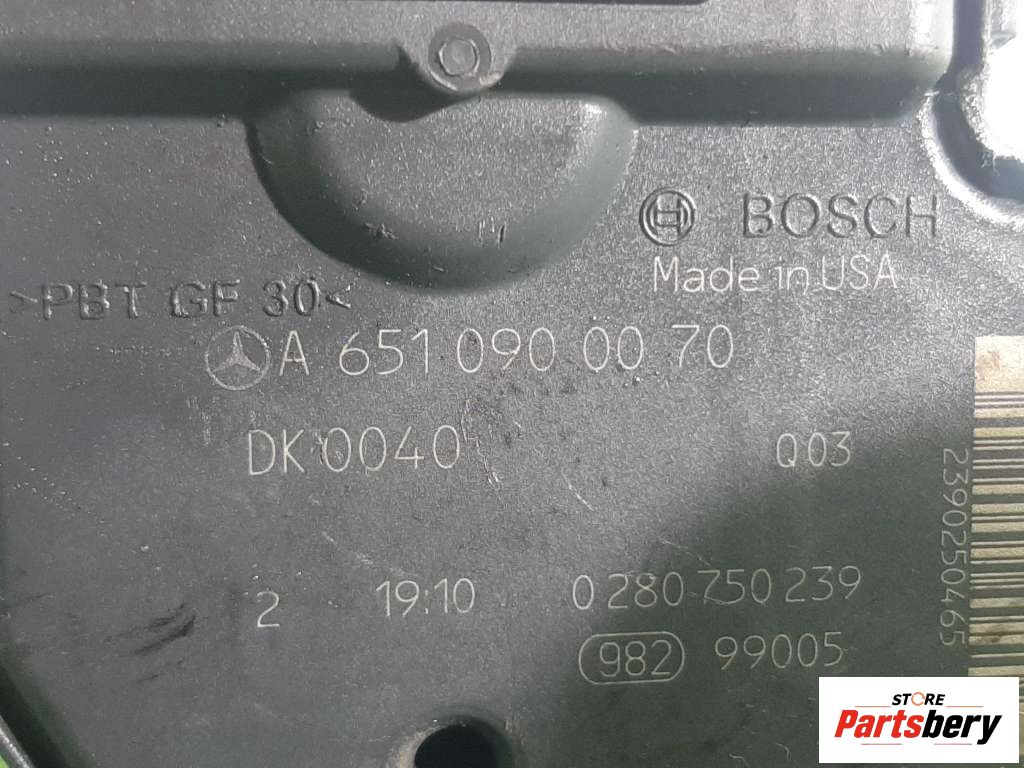 BOSCH
Made in USA
>PBT GF 30<
A 651 090 00 70
DK 0040
Q03
2 19:10 0 280 750 239
982 99005
2390250465
STORE
Partsbery